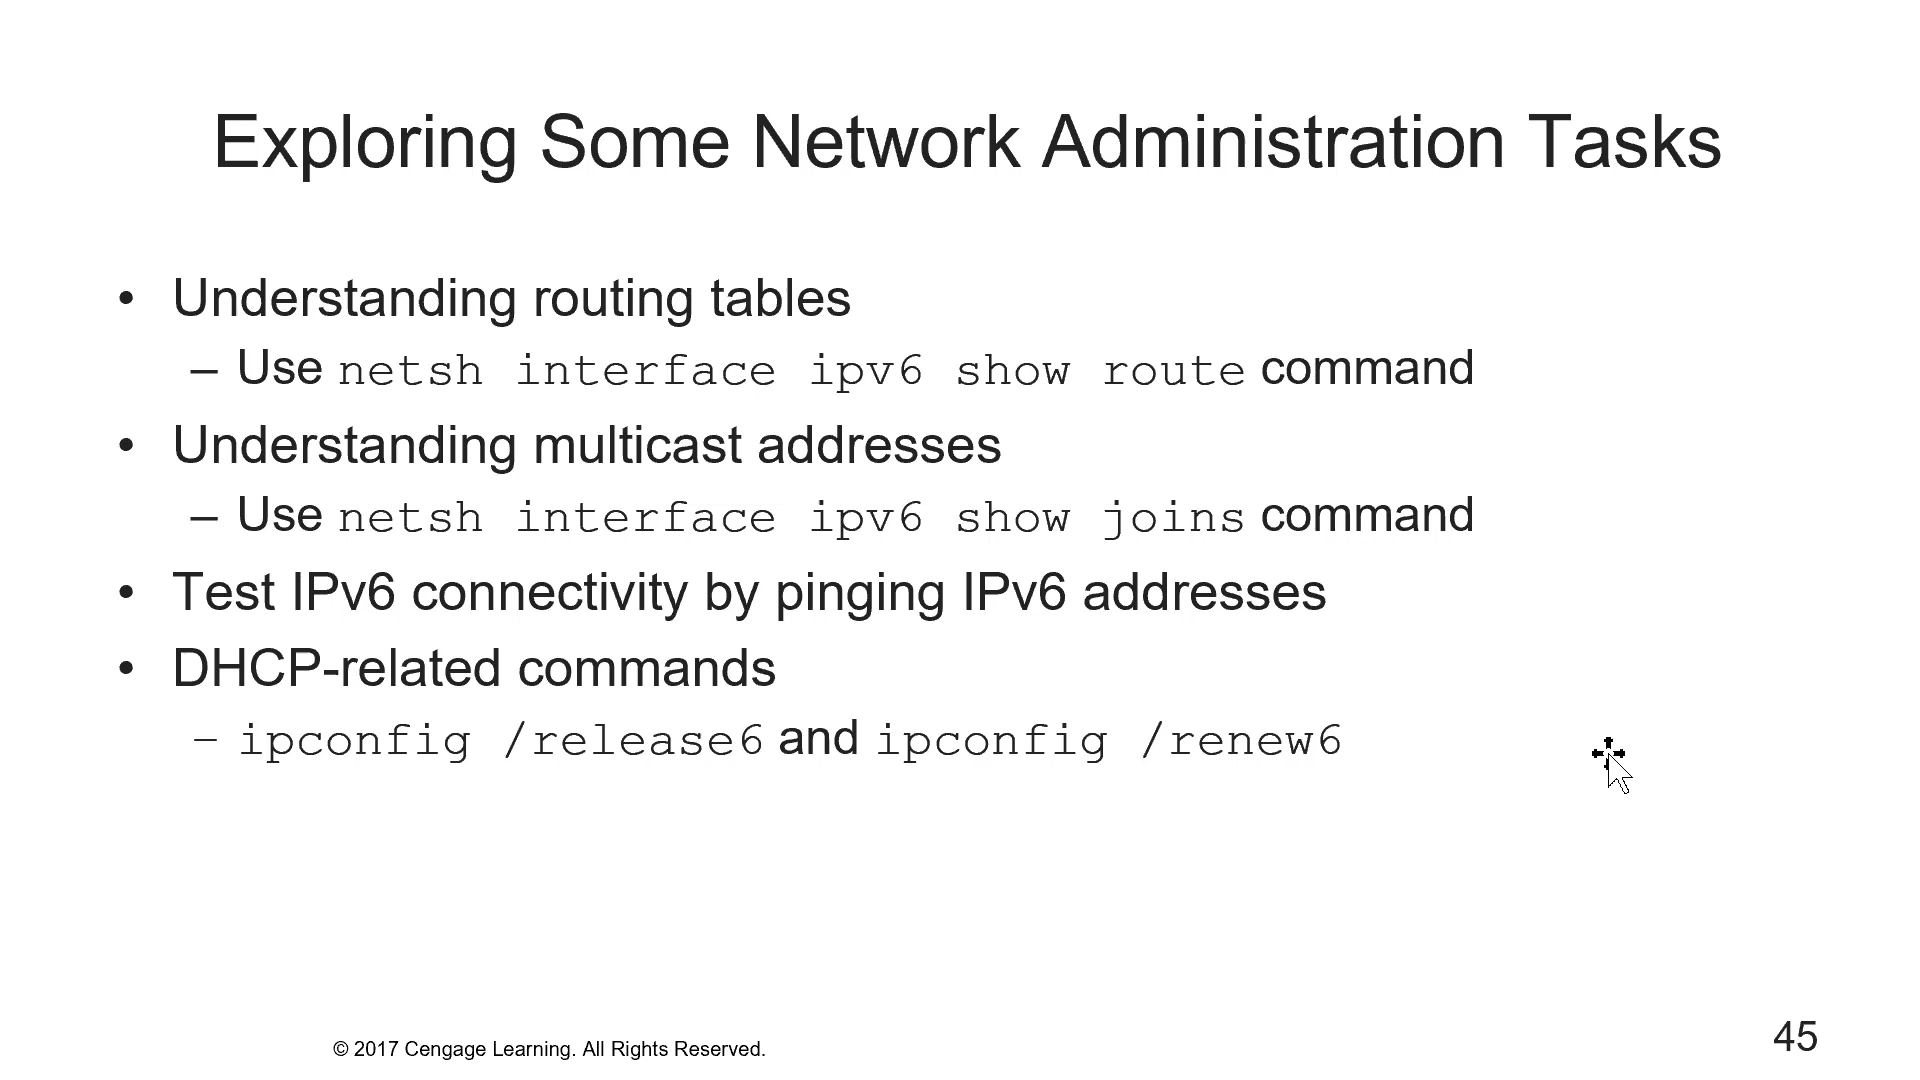 Exploring Some Network Administration Tasks
• Understanding routing tables
– Use netsh interface ipv6 show route command
• Understanding multicast addresses
– Use netsh interface ipv6 show joins command
• Test IPv6 connectivity by pinging IPv6 addresses
• DHCP-related commands
– ipconfig /release6 and ipconfig /renew6
© 2017 Cengage Learning. All Rights Reserved.
45